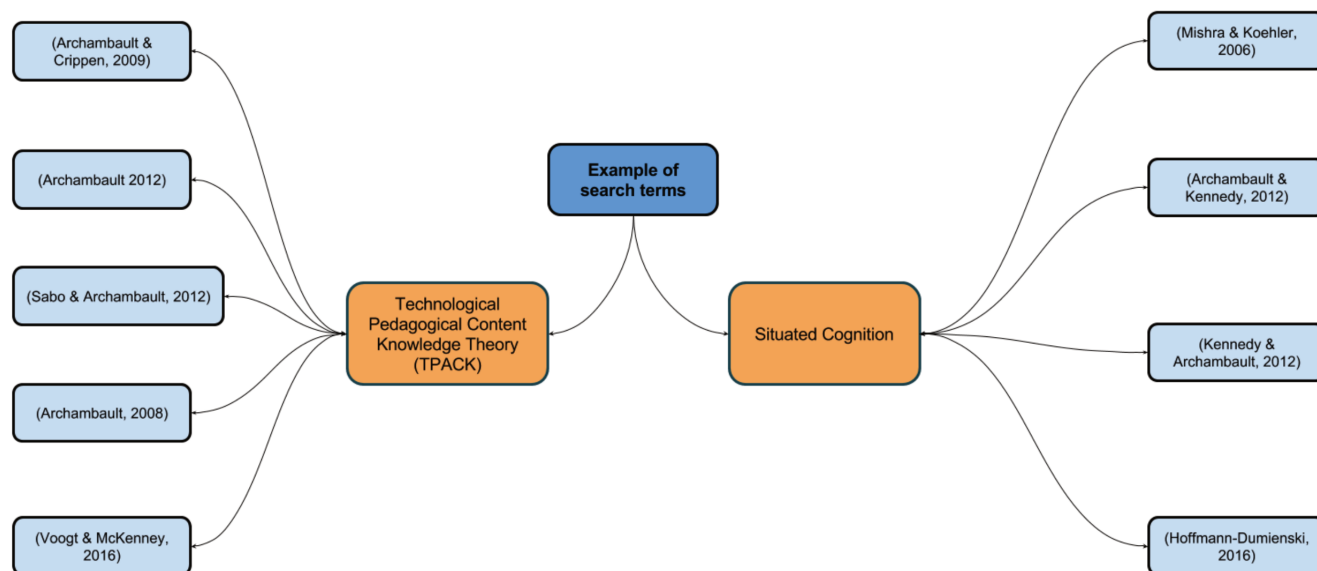 (Archambault &
Crippen, 2009)
(Archambault 2012)
(Sabo & Archambault, 2012)
(Archambault, 2008)
(Voogt & McKenney,
2016)
Example of
search terms
Technological
Pedagogical Content
Knowledge Theory
(TPACK)
Situated Cognition
(Mishra & Koehler,
2006)
(Archambault &
Kennedy, 2012)
(Kennedy &
Archambault, 2012)
(Hoffmann-Dumienski,
2016)